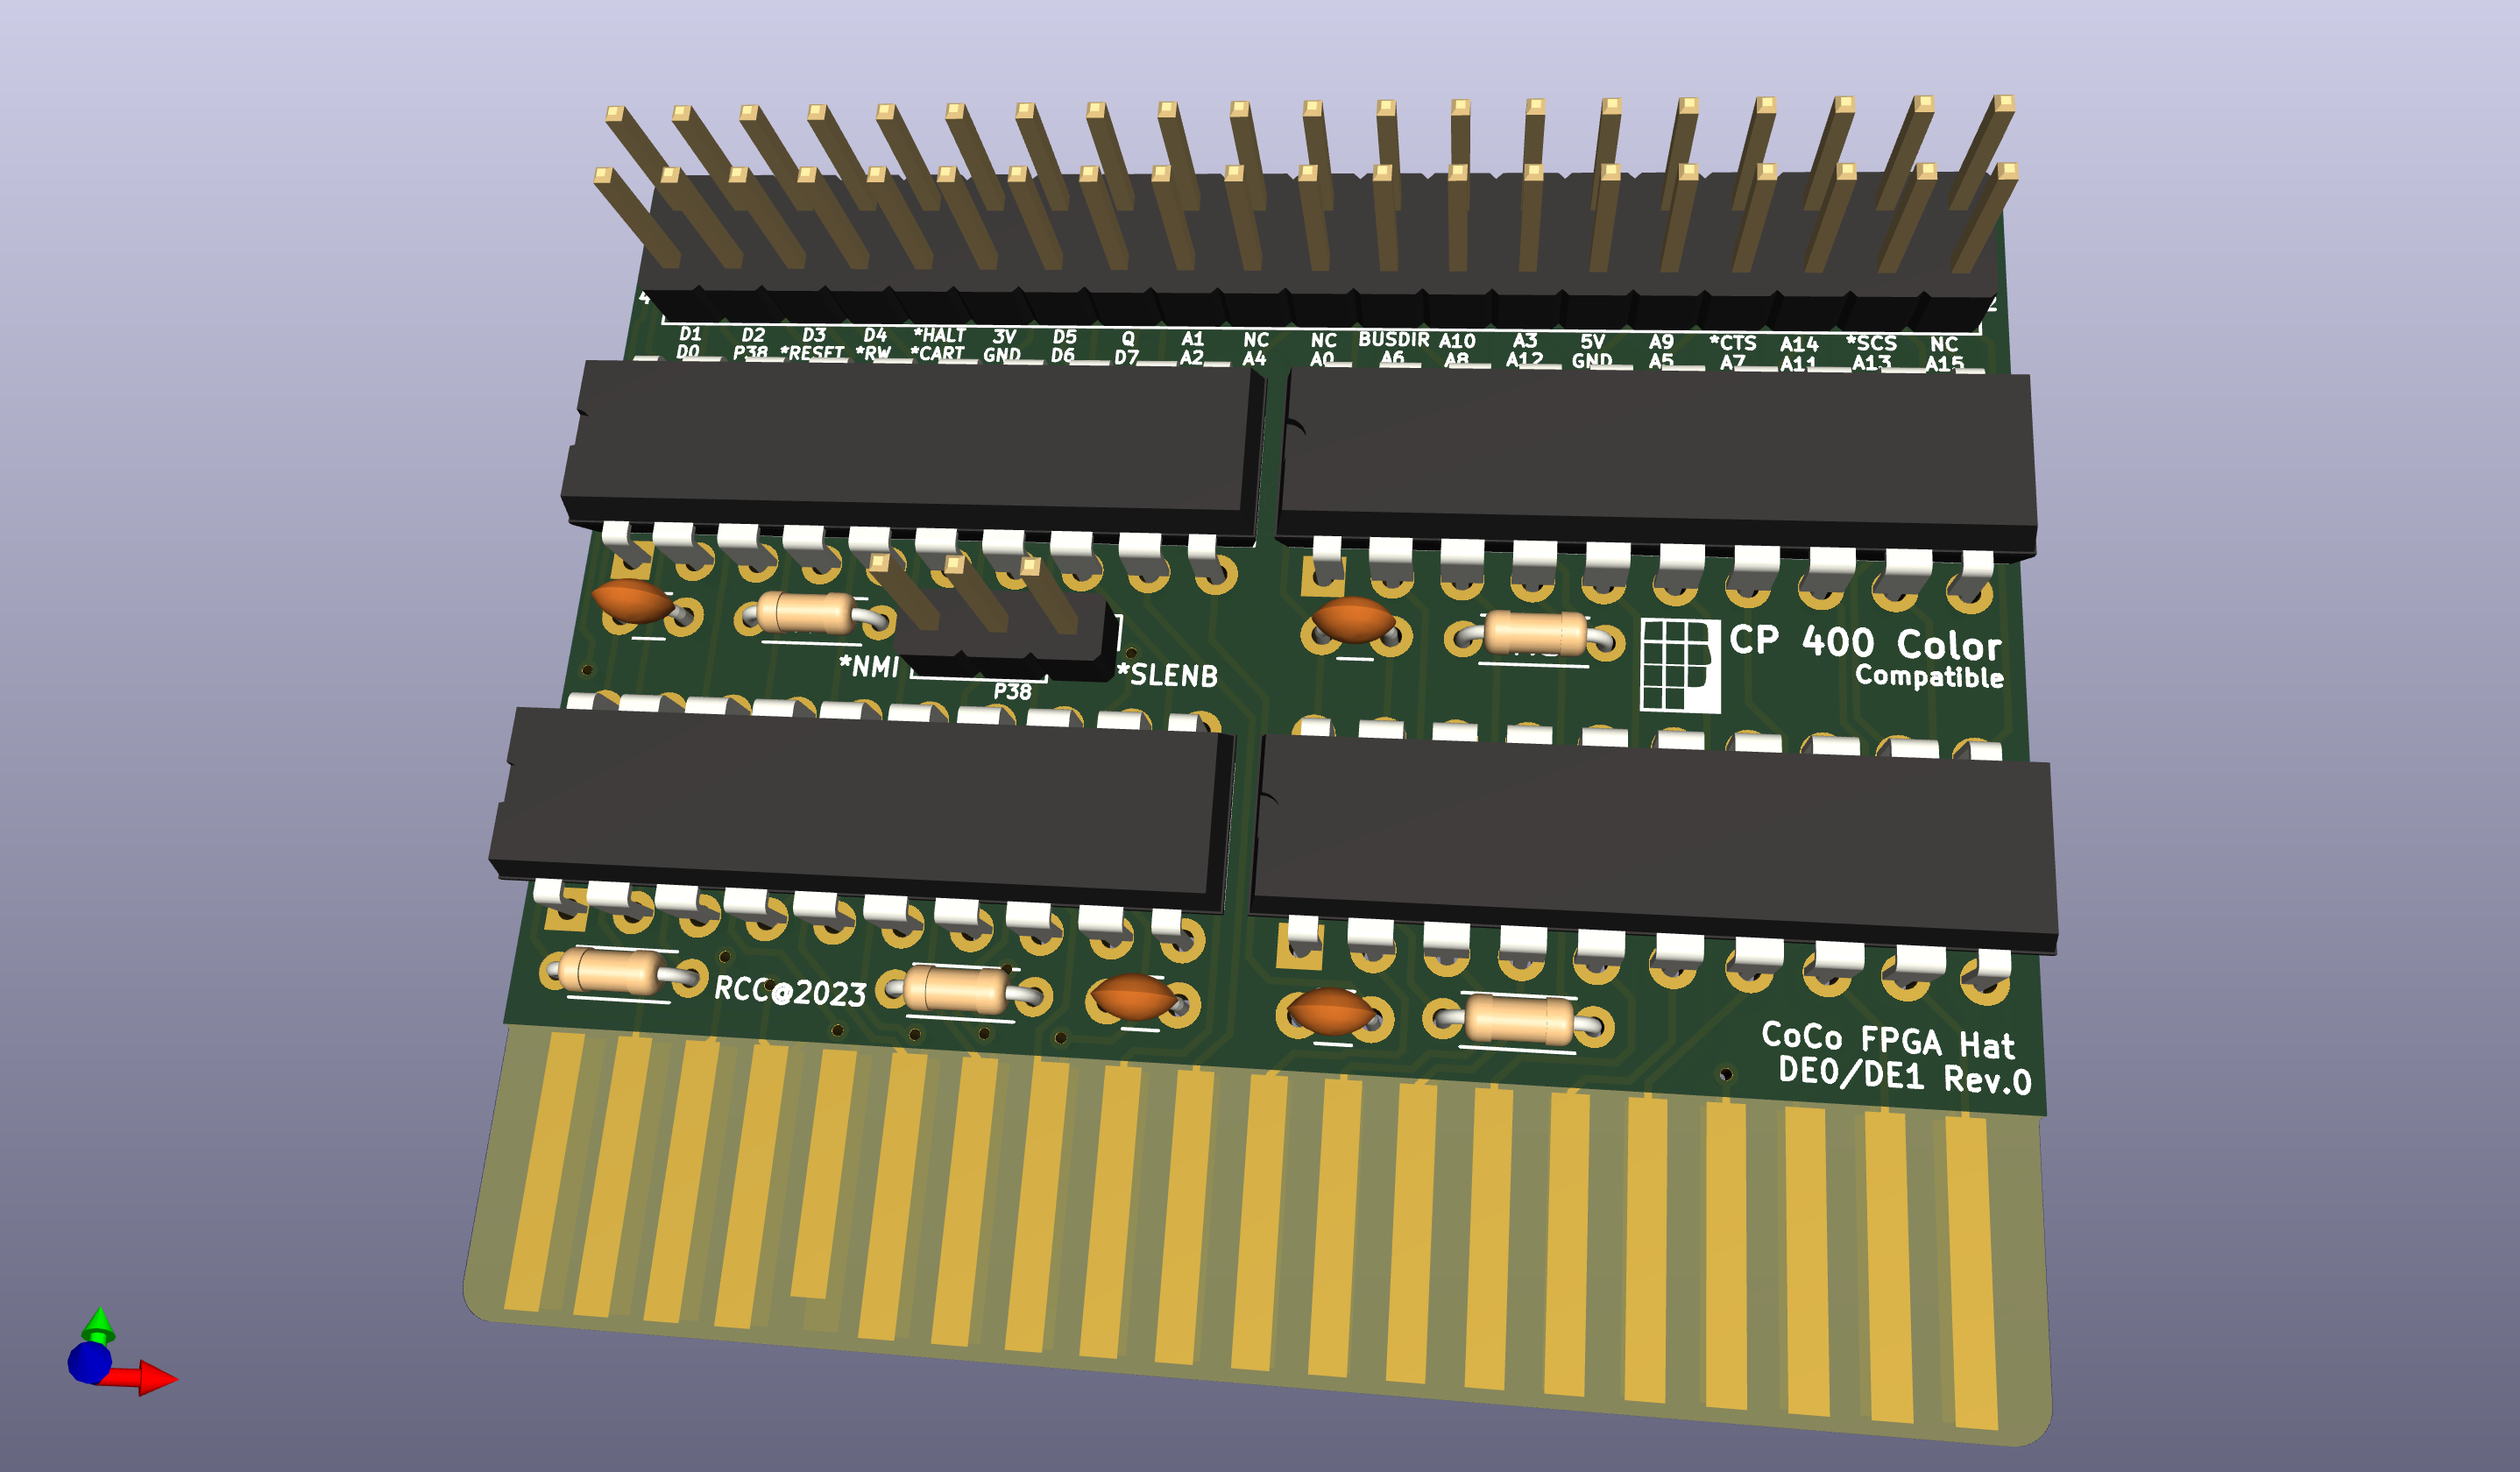 D1 D2 D3 D4 *HALT 3V D5 Q A1 NC NC BUSDIR A10 A3 5V A9 *CTS A14 *SCS NC
D0 P38 *RESET *RW *CART GND D6 D7 A2 A4 A0 A6 A8 A12 GND A5 A7 A11 A13 A15
CP 400 Color
Compatible
*NMI
*SLENB
P38
RCC@2023
CoCo FPGA Hat
DE0/DE1 Rev.0